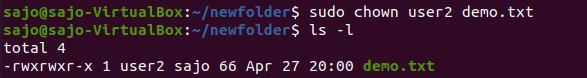 sajo@sajo-VirtualBox:~/newfolder$ sudo chown user2 demo.txt
sajo@sajo-VirtualBox:~/newfolder$ ls -l
total 4
-rwxrwxr-x 1 user2 sajo 66 Apr 27 20:00 demo.txt